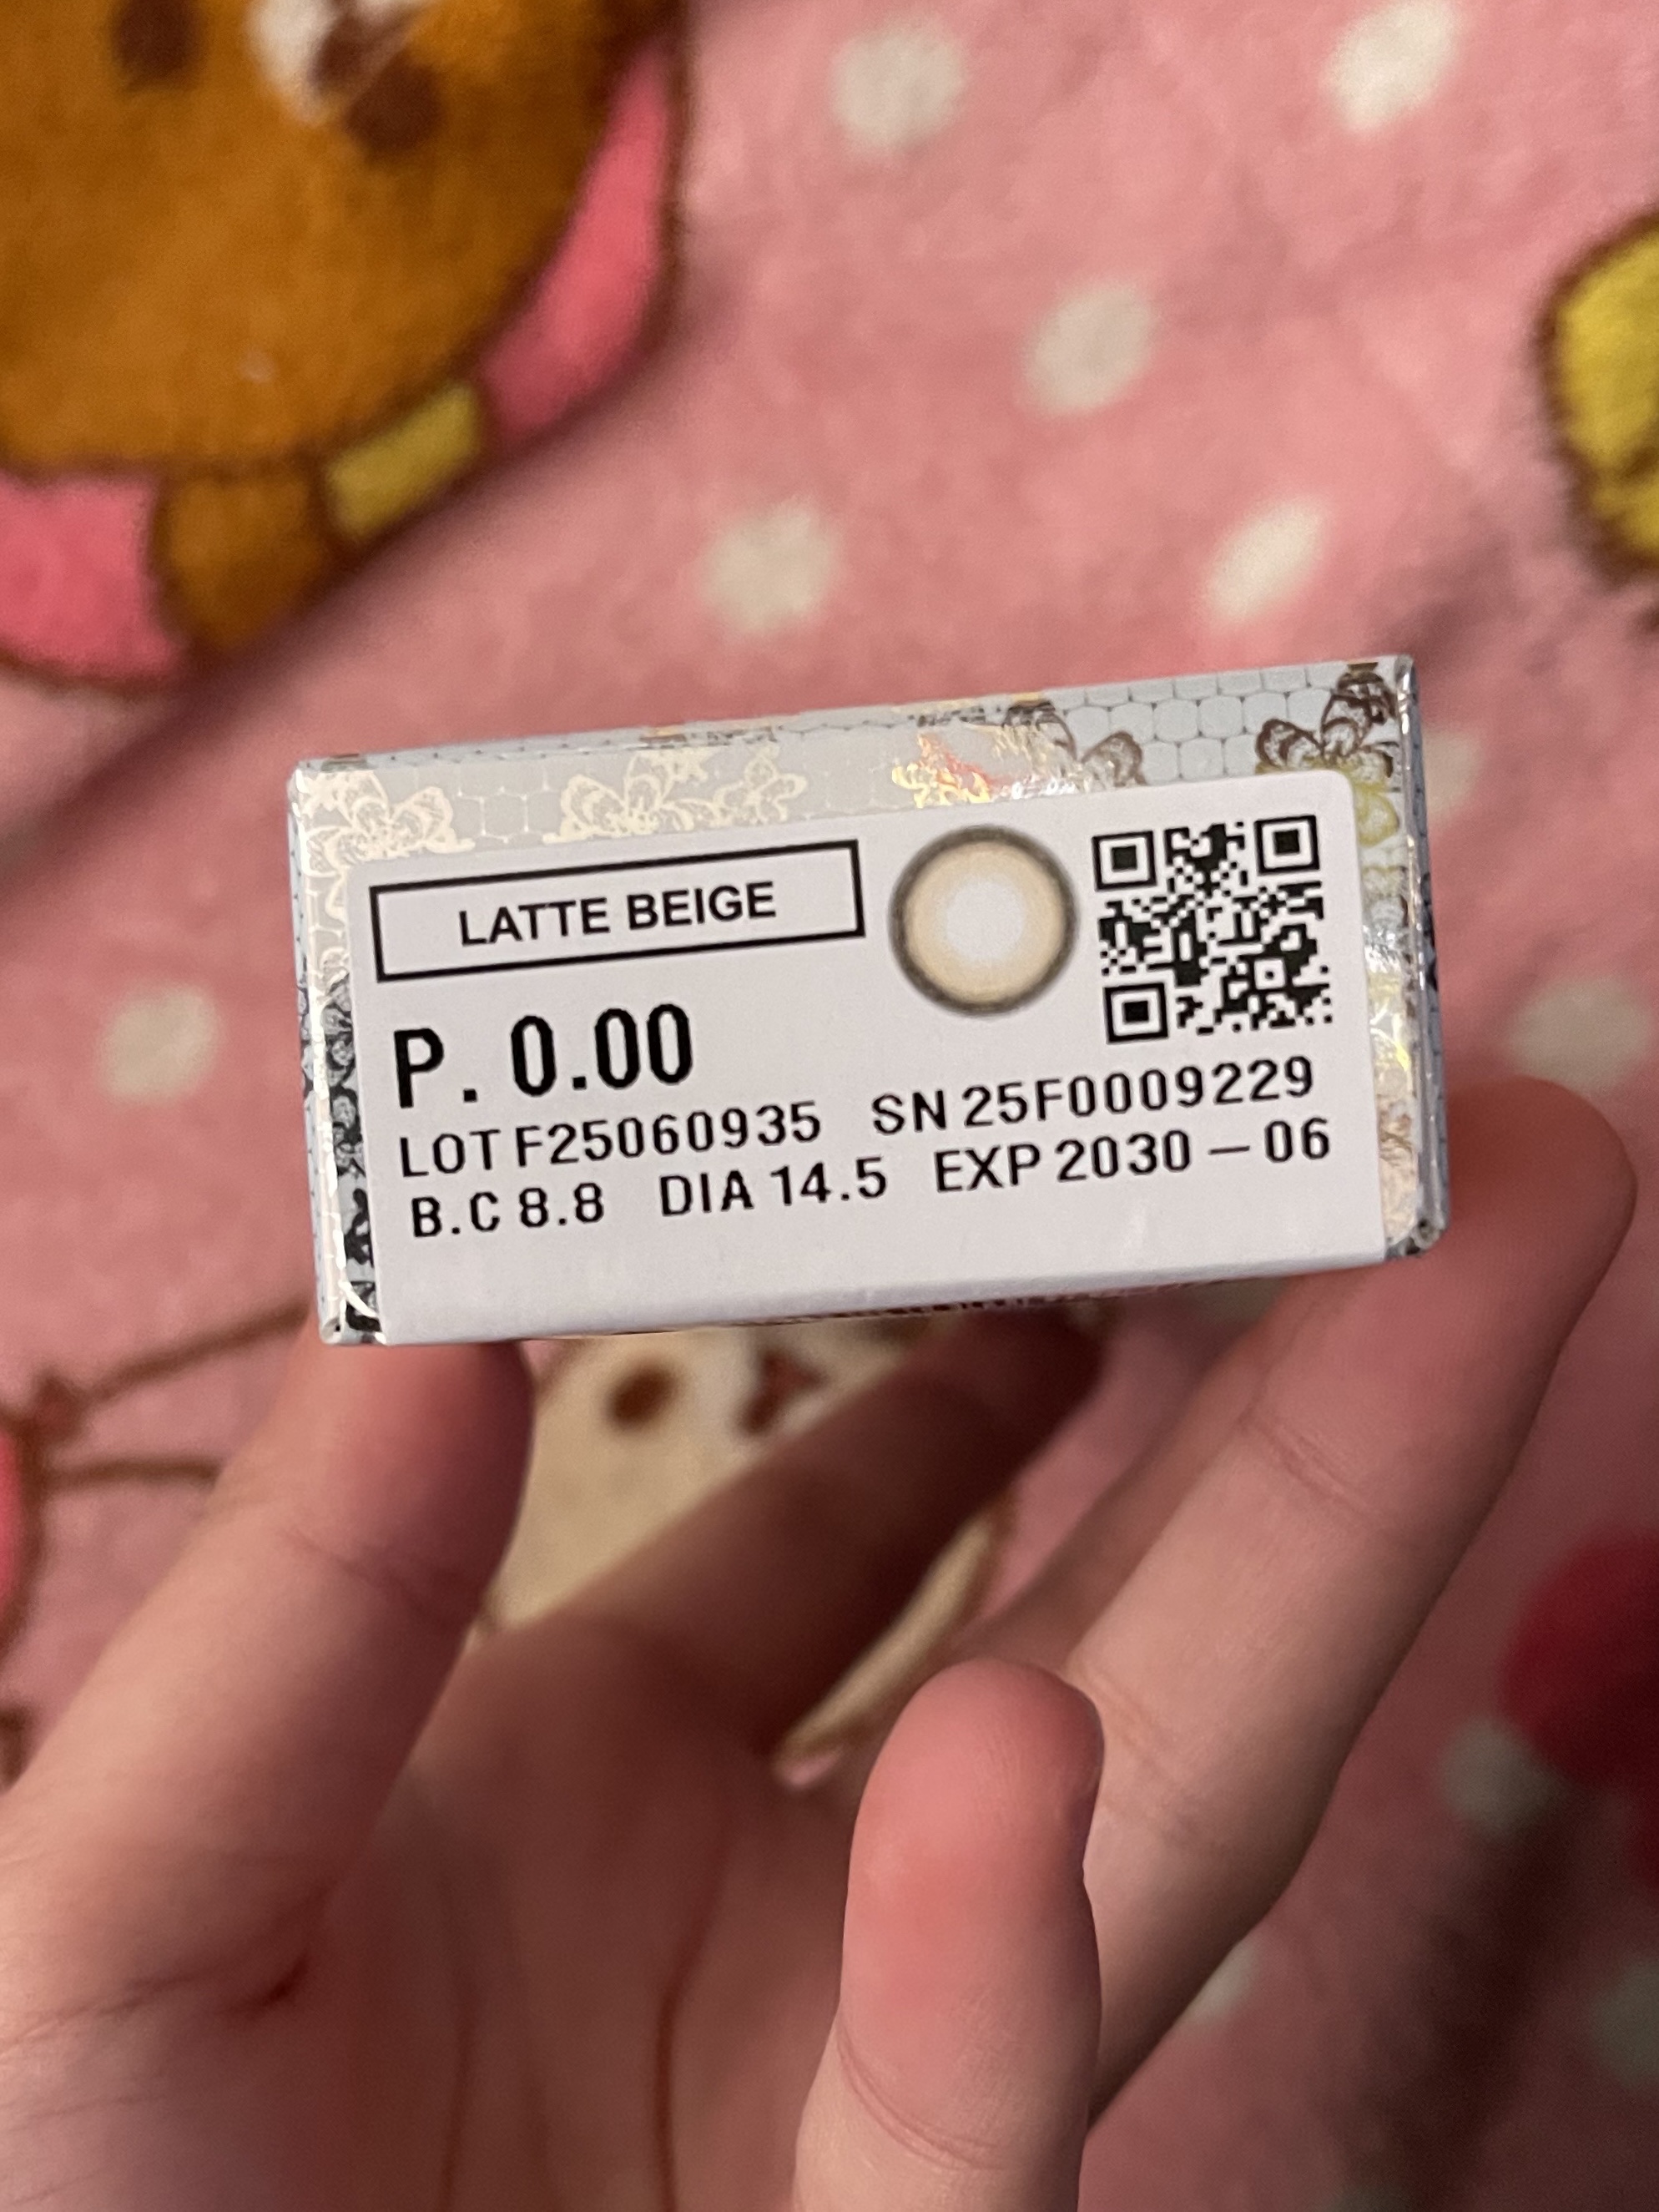 LATTE BEIGE
P. 0.00
LOT F25060935 SN 25F0009229
B.C 8.8 DIA 14.5 EXP 2030 – 06